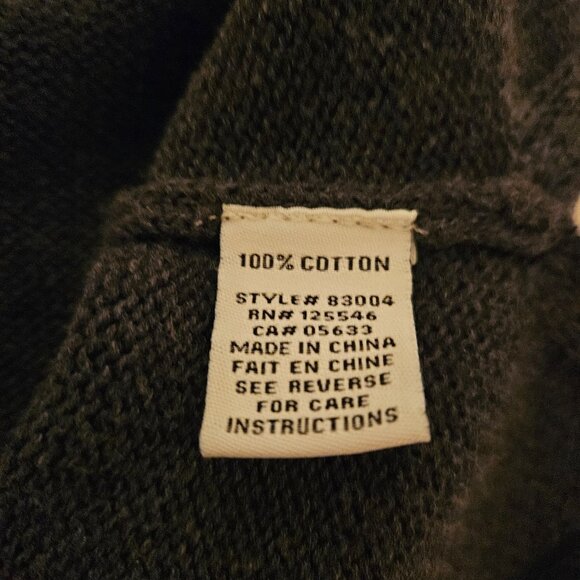 100% COTTON
STYLE# 83004
RN# 125546
CA# 05633
MADE IN CHINA
FAIT EN CHINE
SEE REVERSE
FOR CARE
INSTRUCTIONS